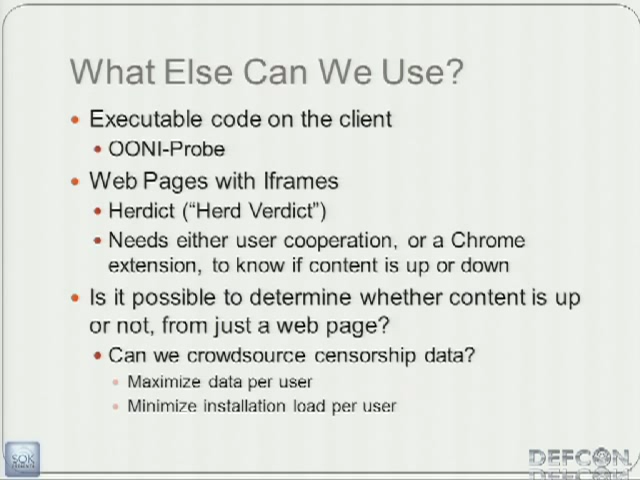 What Else Can We Use?
• Executable code on the client
• OONI-Probe
• Web Pages with Iframes
• Herdict ("Herd Verdict")
• Needs either user cooperation, or a Chrome
extension, to know if content is up or down
• Is it possible to determine whether content is up
or not, from just a web page?
• Can we crowdsource censorship data?
• Maximize data per user
• Minimize installation load per user
DEFCON